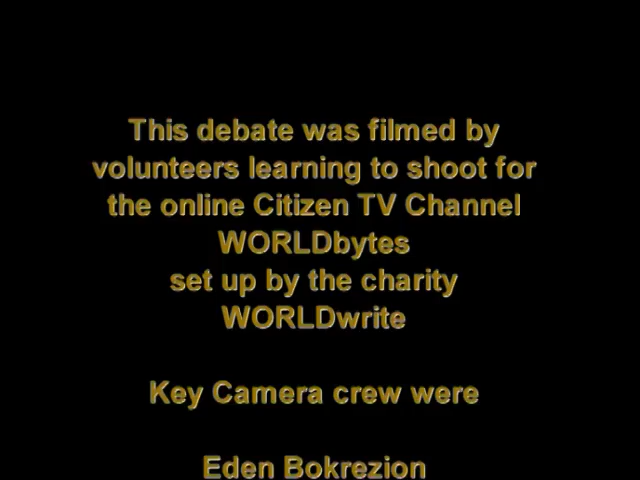 This debate was filmed by
volunteers learning to shoot for
the online Citizen TV Channel
WORLDbytes
set up by the charity
WORLDwrite
Key Camera crew were
Eden Bokrezion